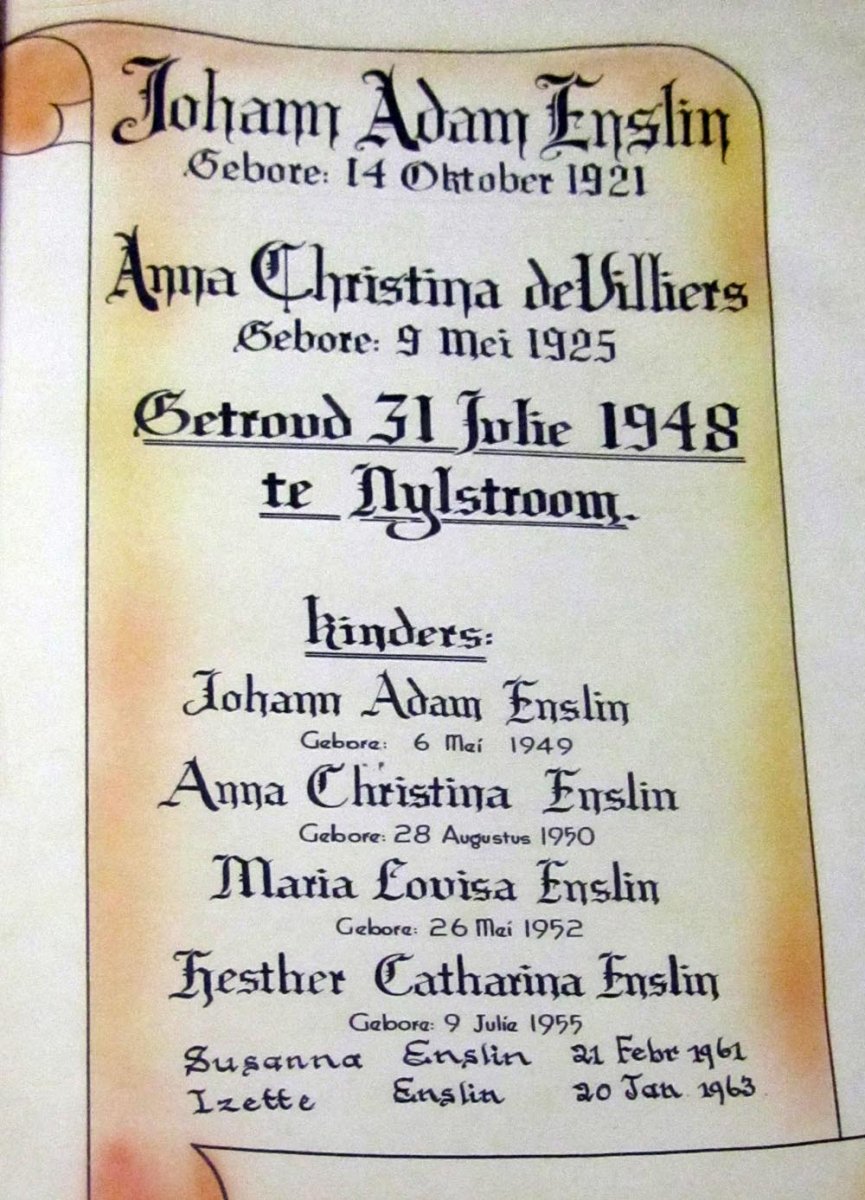 Johann Adam Enslin
Gebore: 14 Oktober 1921
Anna Christina deVilliers
Gebore: 9 Mei 1925
Getroud 31 Julie 1948
te Nylstroom.
Kinders:
Johann Adam Enslin
Gebore: 6 Mei 1949
Anna Christina Enslin
Gebore: 28 Augustus 1950
Maria Lovisa Enslin
Gebore: 26 Mei 1952
Hesther Catharina Enslin
Gebore: 9 Julie 1955
Susanna Enslin 21 Febr 1961
Izette Enslin 20 Jan 1963